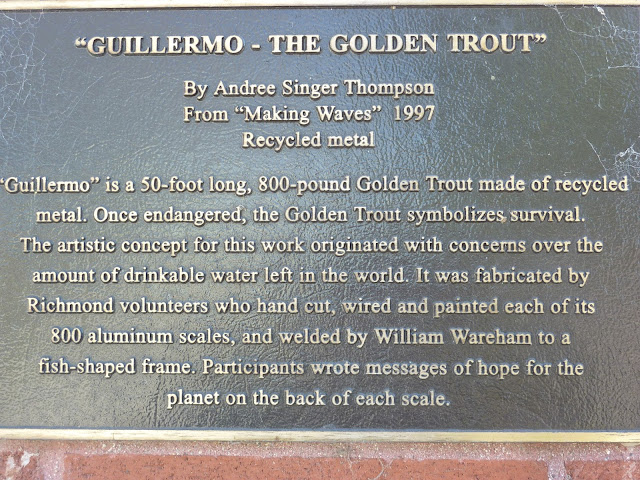 “GUILLERMO - THE GOLDEN TROUT”
By Andree Singer Thompson
From “Making Waves” 1997
Recycled metal
“Guillermo” is a 50-foot long, 800-pound Golden Trout made of recycled
metal. Once endangered, the Golden Trout symbolizes survival.
The artistic concept for this work originated with concerns over the
amount of drinkable water left in the world. It was fabricated by
Richmond volunteers who hand cut, wired and painted each of its
800 aluminum scales, and welded by William Wareham to a
fish-shaped frame. Participants wrote messages of hope for the
planet on the back of each scale.